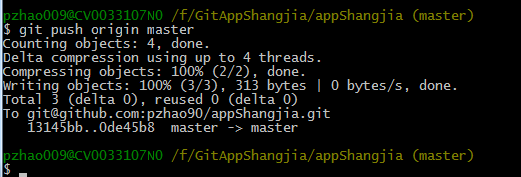 pzhao009@CV0033107N0 /f/GitAppShangjia/appShangjia (master)
$ git push origin master
Counting objects: 4, done.
Delta compression using up to 4 threads.
Compressing objects: 100% (2/2), done.
Writing objects: 100% (3/3), 313 bytes | 0 bytes/s, done.
Total 3 (delta 0), reused 0 (delta 0)
To git@github.com:pzhao90/appShangjia.git
   13145bb..0de45b8  master -> master
pzhao009@CV0033107N0 /f/GitAppShangjia/appShangjia (master)
$